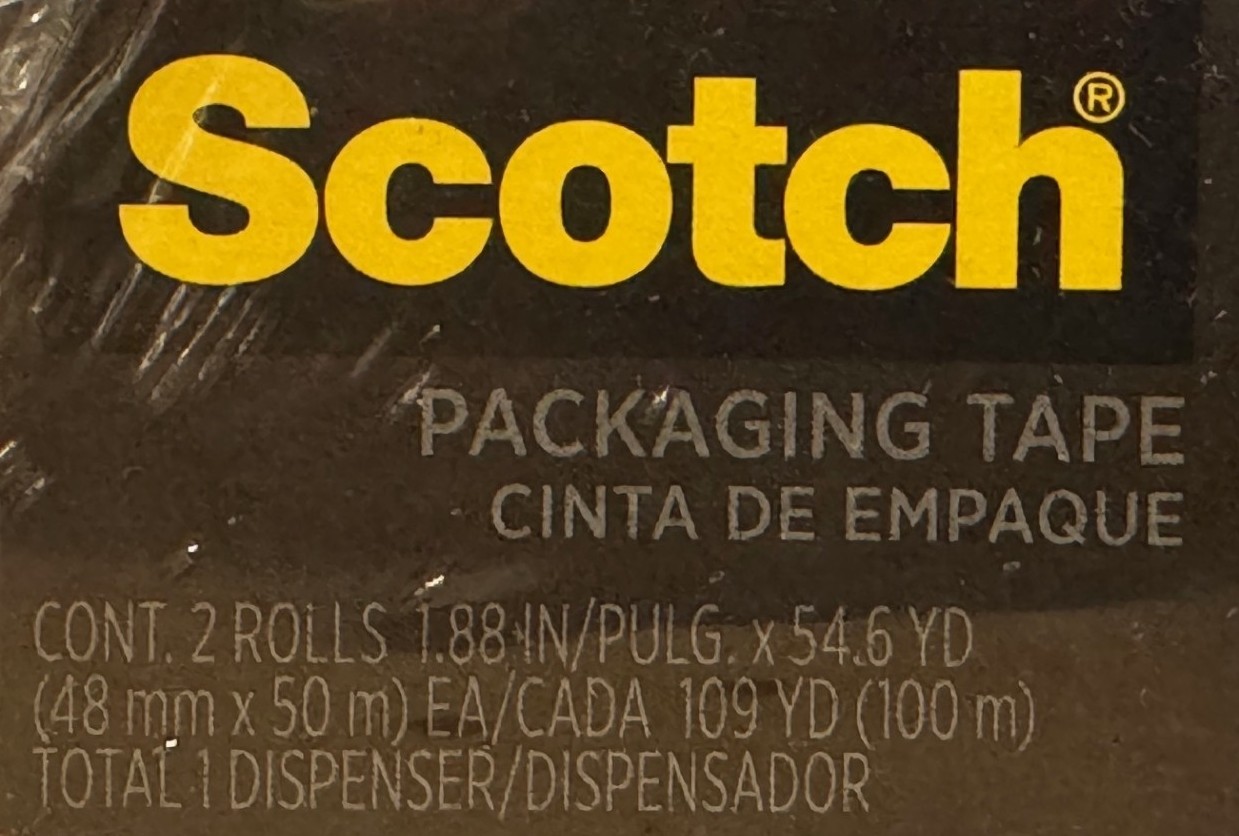 Scotch®
PACKAGING TAPE
CINTA DE EMPAQUE
CONT. 2 ROLLS 1.88 IN/PULG. x 54.6 YD
(48 mm x 50 m) EA/CADA 109 YD (100 m)
TOTAL 1 DISPENSER/DISPENSADOR